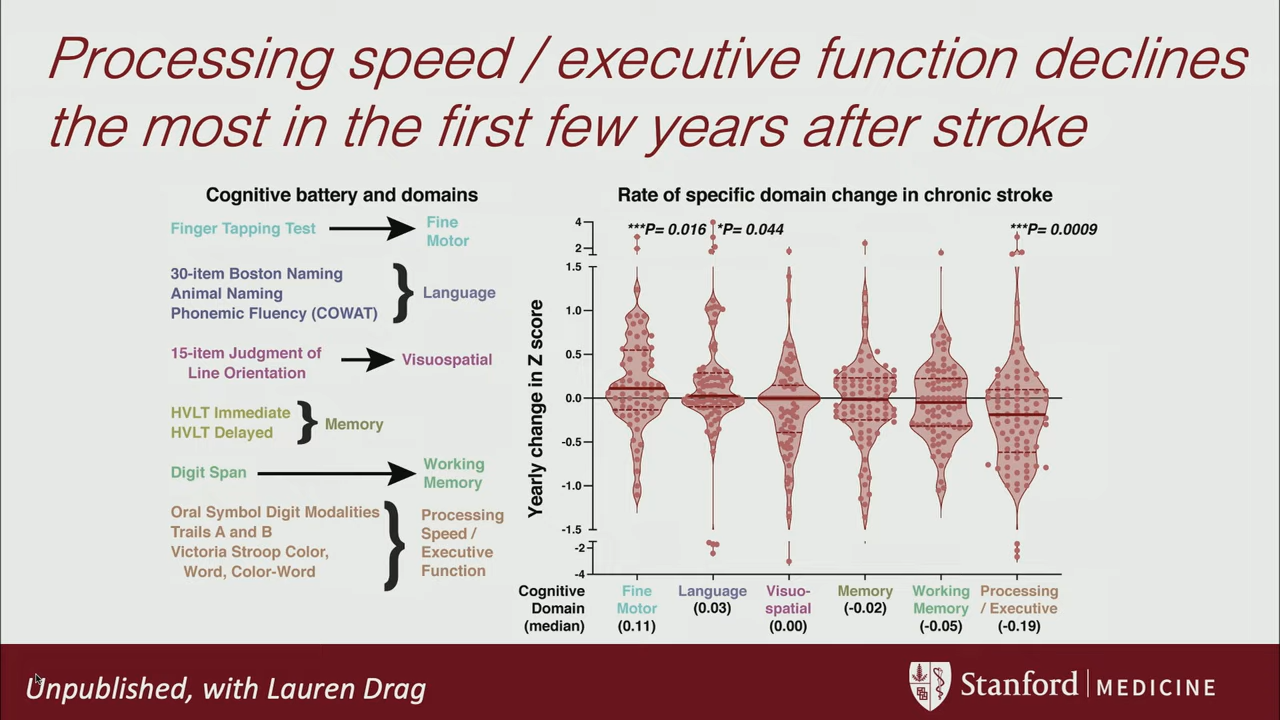 Processing speed / executive function declines
the most in the first few years after stroke
Cognitive battery and domains
Finger Tapping Test
Fine
Motor
30-item Boston Naming
Animal Naming
Phonemic Fluency (COWAT)
Language
15-item Judgment of
Line Orientation
Visuospatial
HVLT Immediate
HVLT Delayed
Memory
Digit Span
Working
Memory
Oral Symbol Digit Modalities
Trails A and B
Victoria Stroop Color,
Word, Color-Word
Processing
Speed /
Executive
Function
Rate of specific domain change in chronic stroke
***P= 0.016 *P= 0.044 ***P= 0.0009
Yearly change in Z score
4
2
1.5
1.0
0.5
0.0
-0.5
-1.0
-1.5
-2
-4
Cognitive
Domain
(median)
Fine
Motor
(0.11)
Language
(0.03)
Visuo-
spatial
(0.00)
Memory
(-0.02)
Working
Memory
(-0.05)
Processing
/ Executive
(-0.19)
Unpublished, with Lauren Drag
Stanford MEDICINE